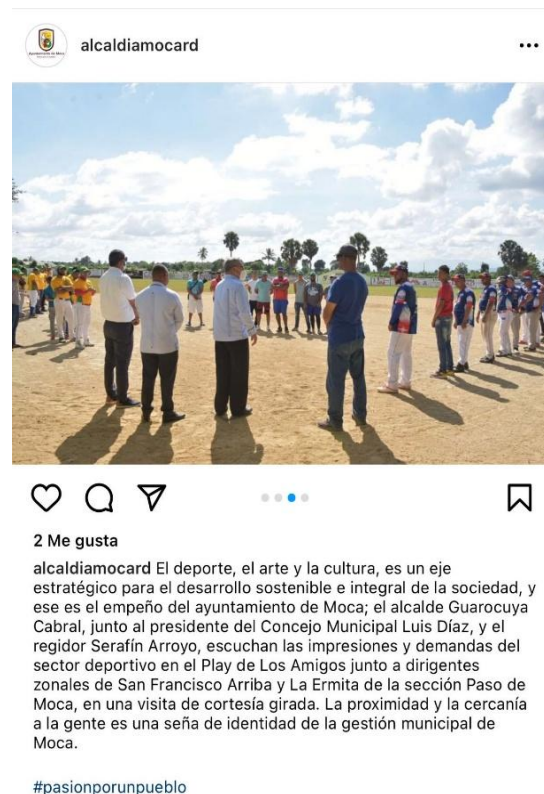 alcaldiamocard
2 Me gusta
alcaldiamocard El deporte, el arte y la cultura, es un eje
estratégico para el desarrollo sostenible e integral de la sociedad, y
ese es el empeño del ayuntamiento de Moca; el alcalde Guarocuya
Cabral, junto al presidente del Concejo Municipal Luis Díaz, y el
regidor Serafín Arroyo, escuchan las impresiones y demandas del
sector deportivo en el Play de Los Amigos junto a dirigentes
zonales de San Francisco Arriba y La Ermita de la sección Paso de
Moca, en una visita de cortesía girada. La proximidad y la cercanía
a la gente es una seña de identidad de la gestión municipal de
Moca.
#pasionporunpueblo